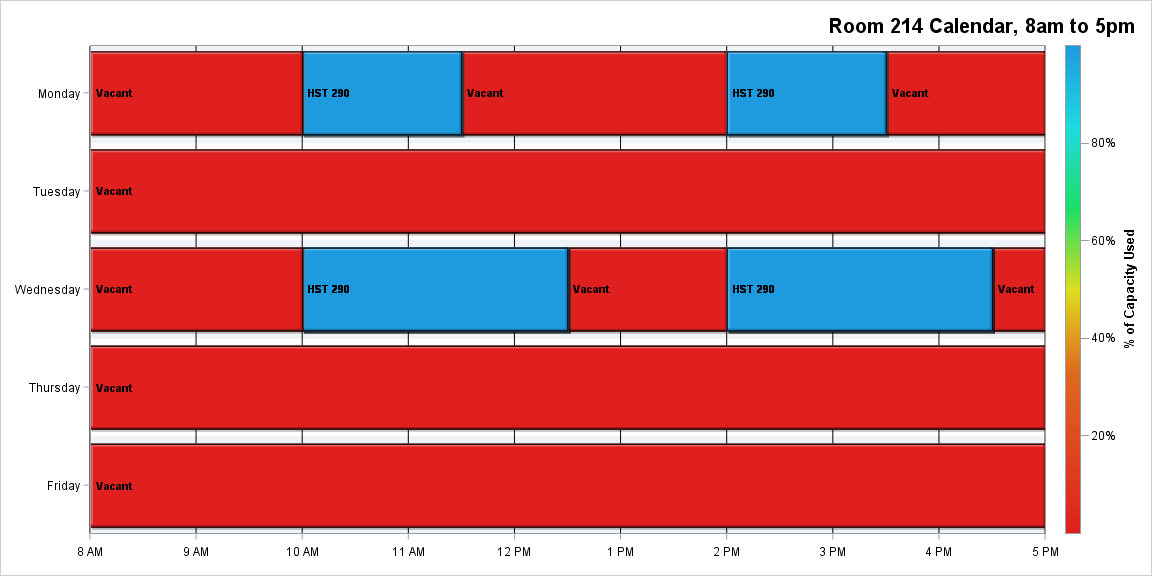 Room 214 Calendar, 8am to 5pm
Monday Vacant HST 290 Vacant HST 290 Vacant
Tuesday Vacant
Wednesday Vacant HST 290 Vacant HST 290 Vacant
Thursday Vacant
Friday Vacant
8 AM 9 AM 10 AM 11 AM 12 PM 1 PM 2 PM 3 PM 4 PM 5 PM
80%
60%
40%
20%
% of Capacity Used